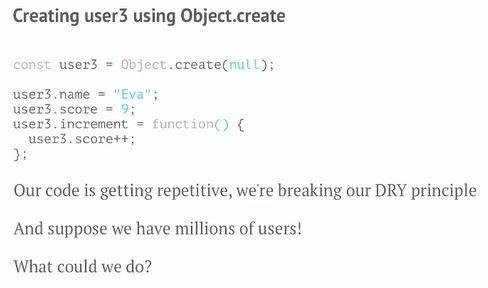 Creating user3 using Object.create
const user3 = Object.create(null);
user3.name = "Eva";
user3.score = 9;
user3.increment = function() {
  user3.score++;
};
Our code is getting repetitive, we're breaking our DRY principle
And suppose we have millions of users!
What could we do?